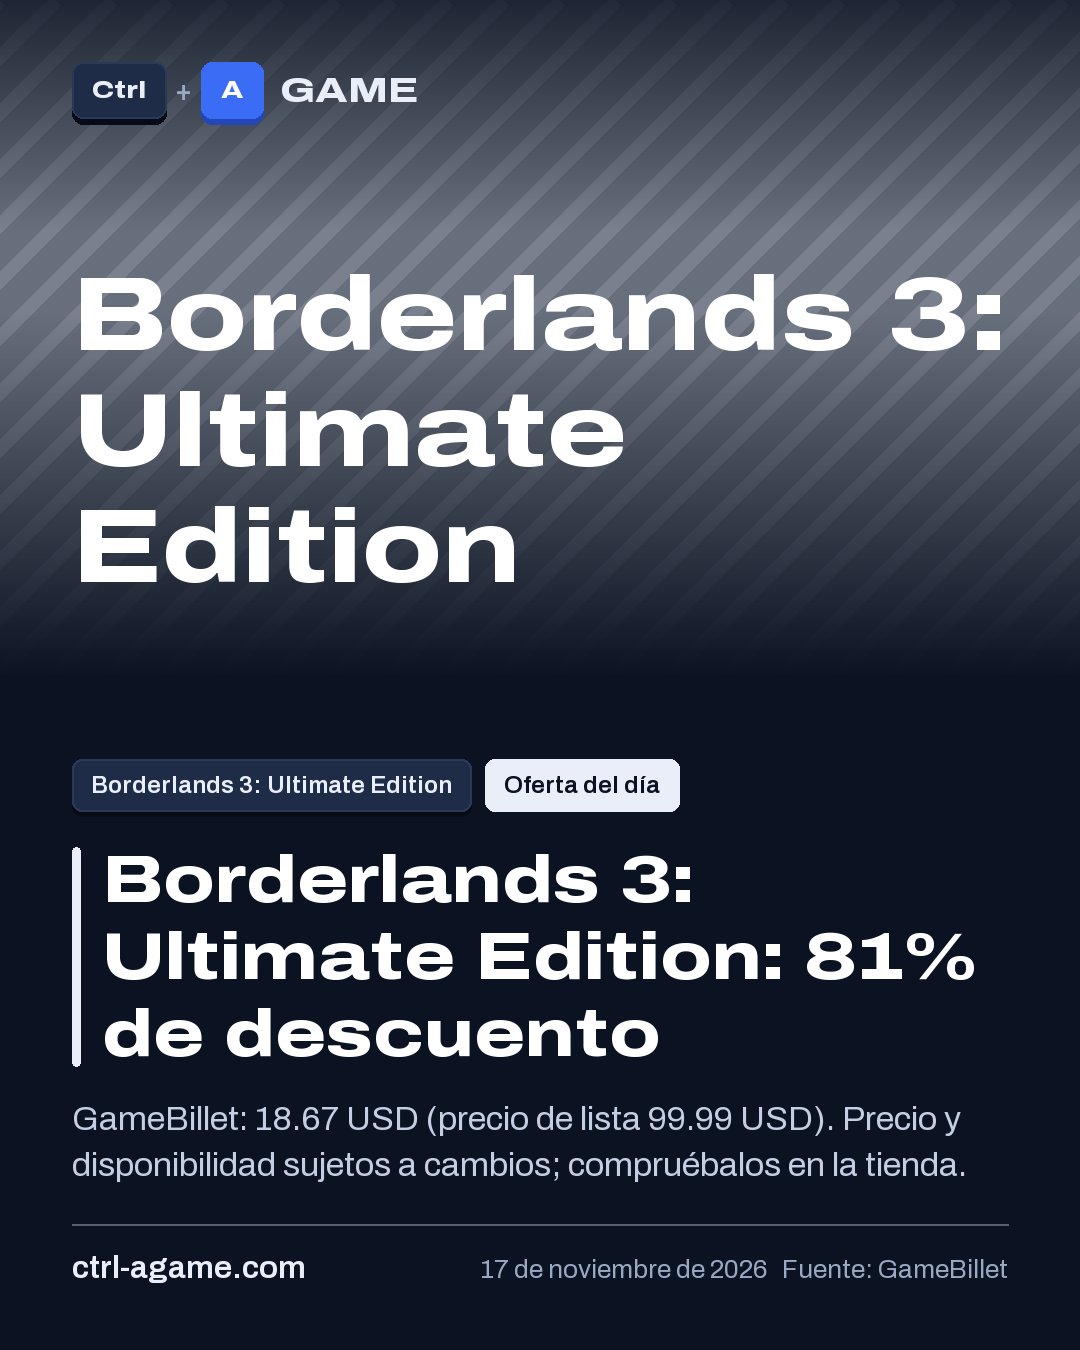 Ctrl + A GAME
Borderlands 3:
Ultimate
Edition
Borderlands 3: Ultimate Edition Oferta del día
Borderlands 3:
Ultimate Edition: 81%
de descuento
GameBillet: 18.67 USD (precio de lista 99.99 USD). Precio y
disponibilidad sujetos a cambios; compruébalos en la tienda.
ctrl-agame.com 17 de noviembre de 2026 Fuente: GameBillet